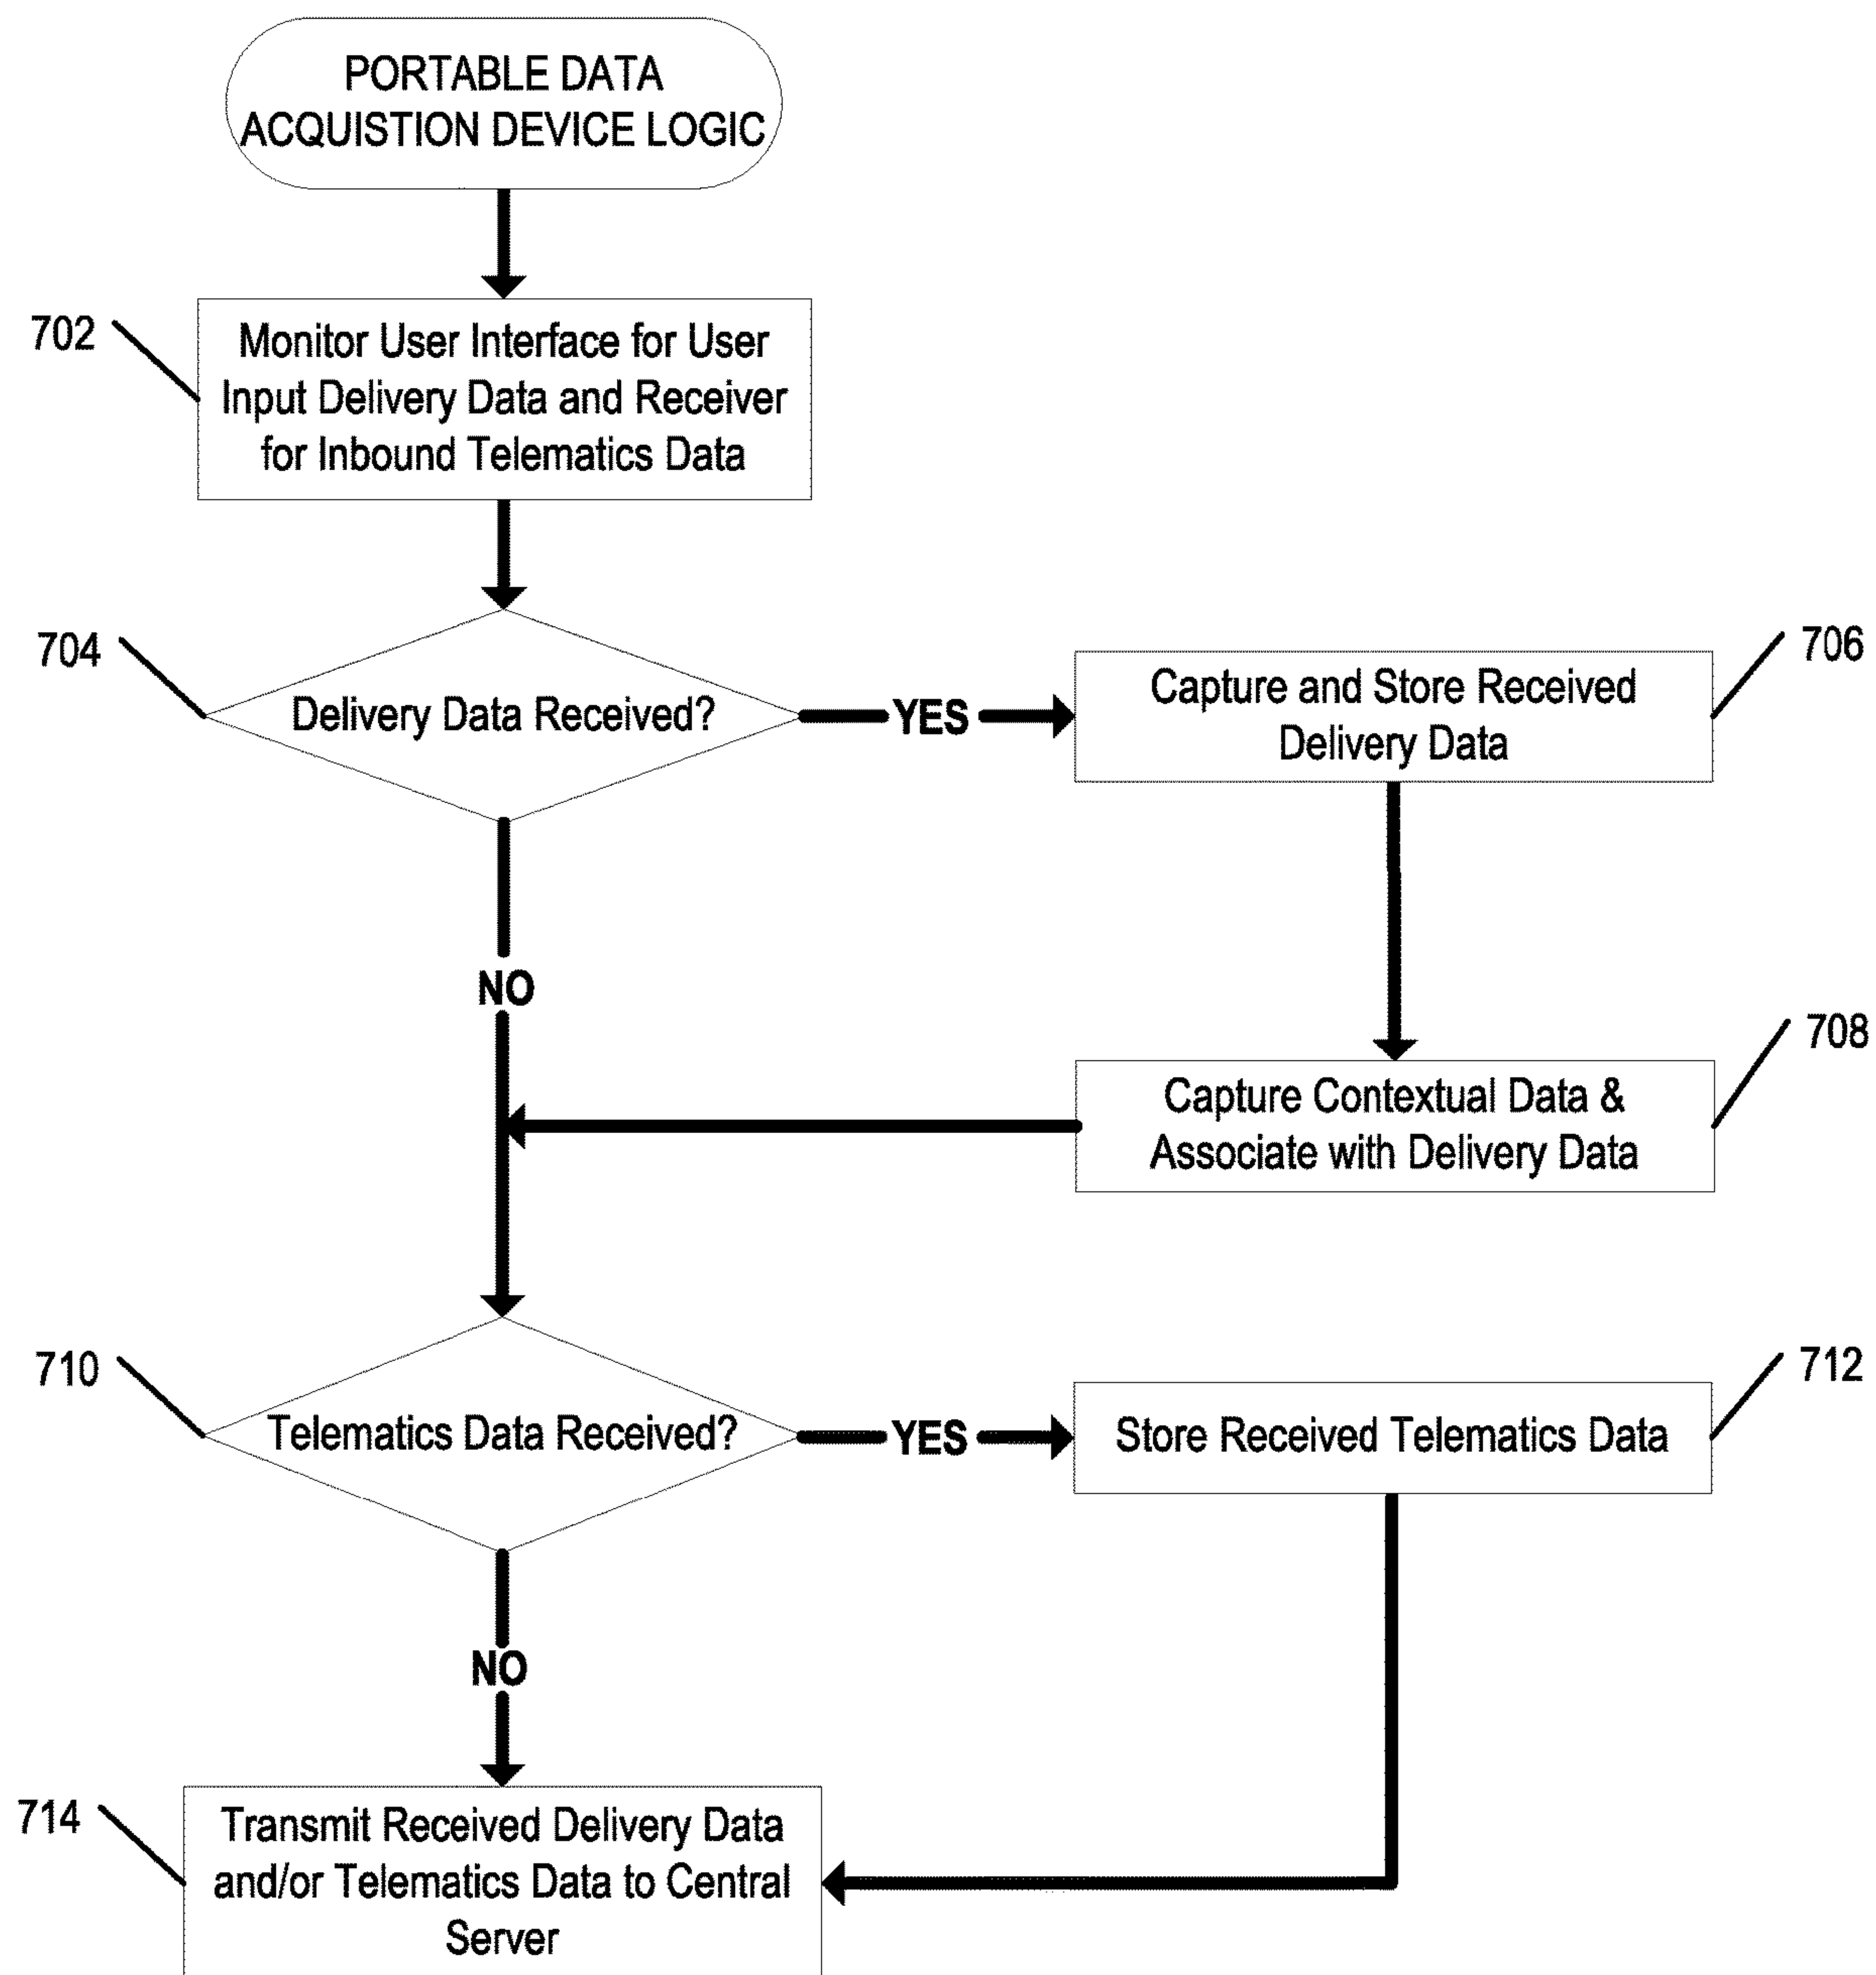 PORTABLE DATA
ACQUISTION DEVICE LOGIC
702
Monitor User Interface for User
Input Delivery Data and Receiver
for Inbound Telematics Data
704
Delivery Data Received?
YES
706
Capture and Store Received
Delivery Data
NO
708
Capture Contextual Data &
Associate with Delivery Data
710
Telematics Data Received?
YES
712
Store Received Telematics Data
NO
714
Transmit Received Delivery Data
and/or Telematics Data to Central
Server